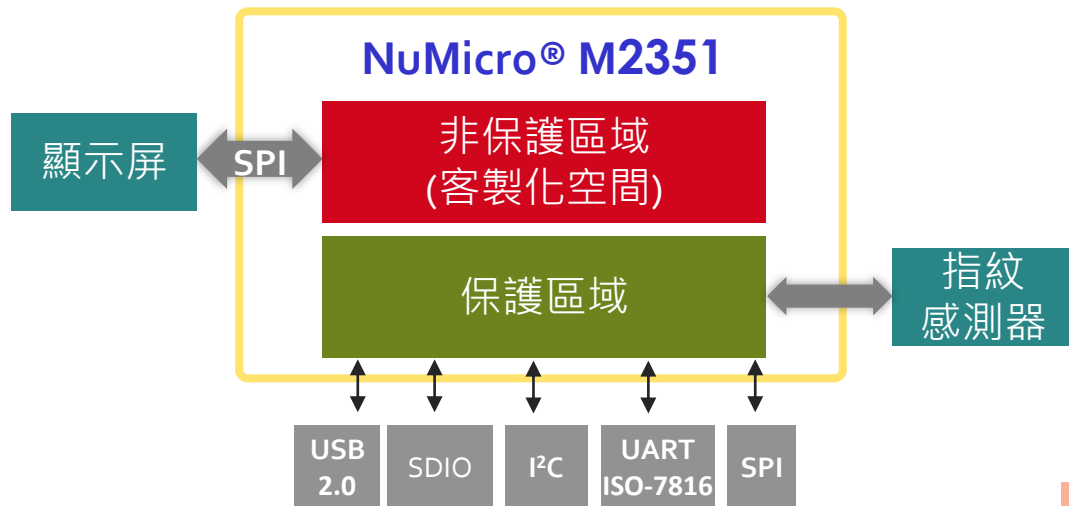 NuMicro® M2351
顯示屏
SPI
非保護區域
(客製化空間)
保護區域
指紋
感測器
USB
2.0
SDIO
I²C
UART
ISO-7816
SPI